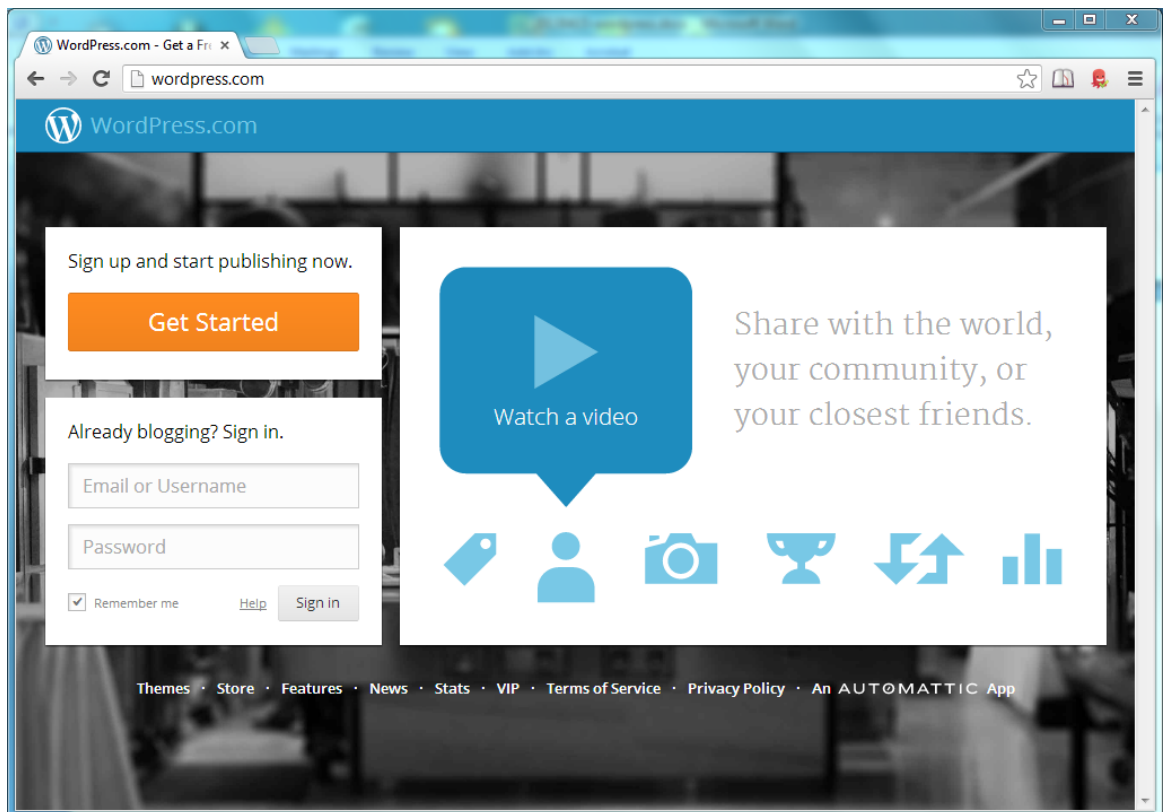 WordPress.com - Get a Fr
wordpress.com
WordPress.com
Sign up and start publishing now.
Get Started
Already blogging? Sign in.
Email or Username
Password
Remember me Help Sign in
Watch a video
Share with the world,
your community, or
your closest friends.
Themes · Store · Features · News · Stats · VIP · Terms of Service · Privacy Policy · An AUTOMATTIC App